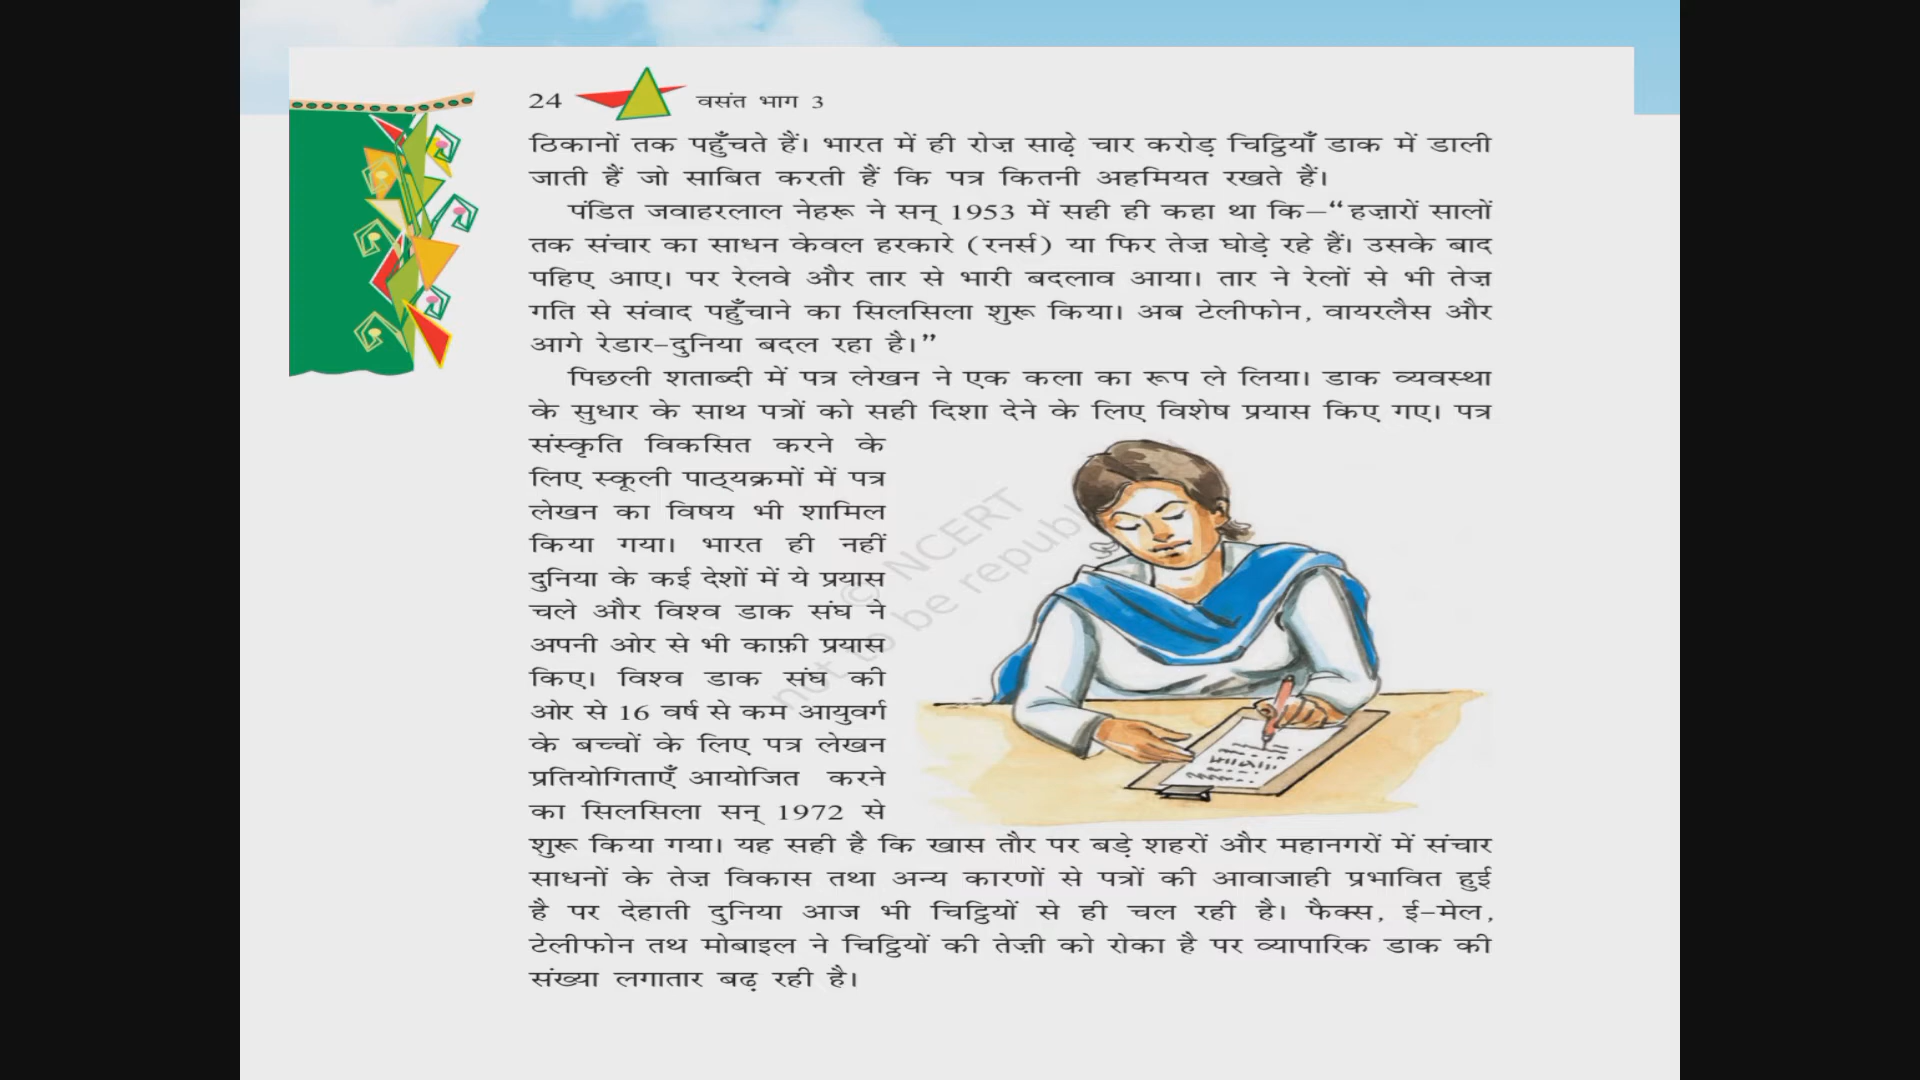 24
वसंत भाग 3
ठिकानों तक पहुँचते हैं। भारत में ही रोज़ साढ़े चार करोड़ चिट्ठियाँ डाक में डाली
जाती हैं जो साबित करती हैं कि पत्र कितनी अहमियत रखते हैं।
पंडित जवाहरलाल नेहरू ने सन् 1953 में सही ही कहा था कि–“हज़ारों सालों
तक संचार का साधन केवल हरकारे (रनर्स) या फिर तेज़ घोड़े रहे हैं। उसके बाद
पहिए आए। पर रेलवे और तार से भारी बदलाव आया। तार ने रेलों से भी तेज़
गति से संवाद पहुँचाने का सिलसिला शुरू किया। अब टेलीफोन, वायरलैस और
आगे रेडार–दुनिया बदल रहा है।”
पिछली शताब्दी में पत्र लेखन ने एक कला का रूप ले लिया। डाक व्यवस्था
के सुधार के साथ पत्रों को सही दिशा देने के लिए विशेष प्रयास किए गए। पत्र
संस्कृति विकसित करने के
लिए स्कूली पाठ्यक्रमों में पत्र
लेखन का विषय भी शामिल
किया गया। भारत ही नहीं
दुनिया के कई देशों में ये प्रयास
चले और विश्व डाक संघ ने
अपनी ओर से भी काफ़ी प्रयास
किए। विश्व डाक संघ की
ओर से 16 वर्ष से कम आयुवर्ग
के बच्चों के लिए पत्र लेखन
प्रतियोगिताएँ आयोजित करने
का सिलसिला सन् 1972 से
शुरू किया गया। यह सही है कि खास तौर पर बड़े शहरों और महानगरों में संचार
साधनों के तेज़ विकास तथा अन्य कारणों से पत्रों की आवाजाही प्रभावित हुई
है पर देहाती दुनिया आज भी चिट्ठियों से ही चल रही है। फैक्स, ई-मेल,
टेलीफोन तथ मोबाइल ने चिट्ठियों की तेज़ी को रोका है पर व्यापारिक डाक की
संख्या लगातार बढ़ रही है।
© NCERT
not to be republ